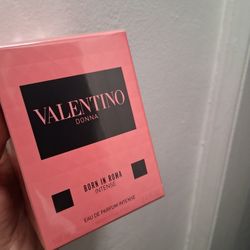 VALENTINO
DONNA
BORN IN ROMA
INTENSE
EAU DE PARFUM INTENSE